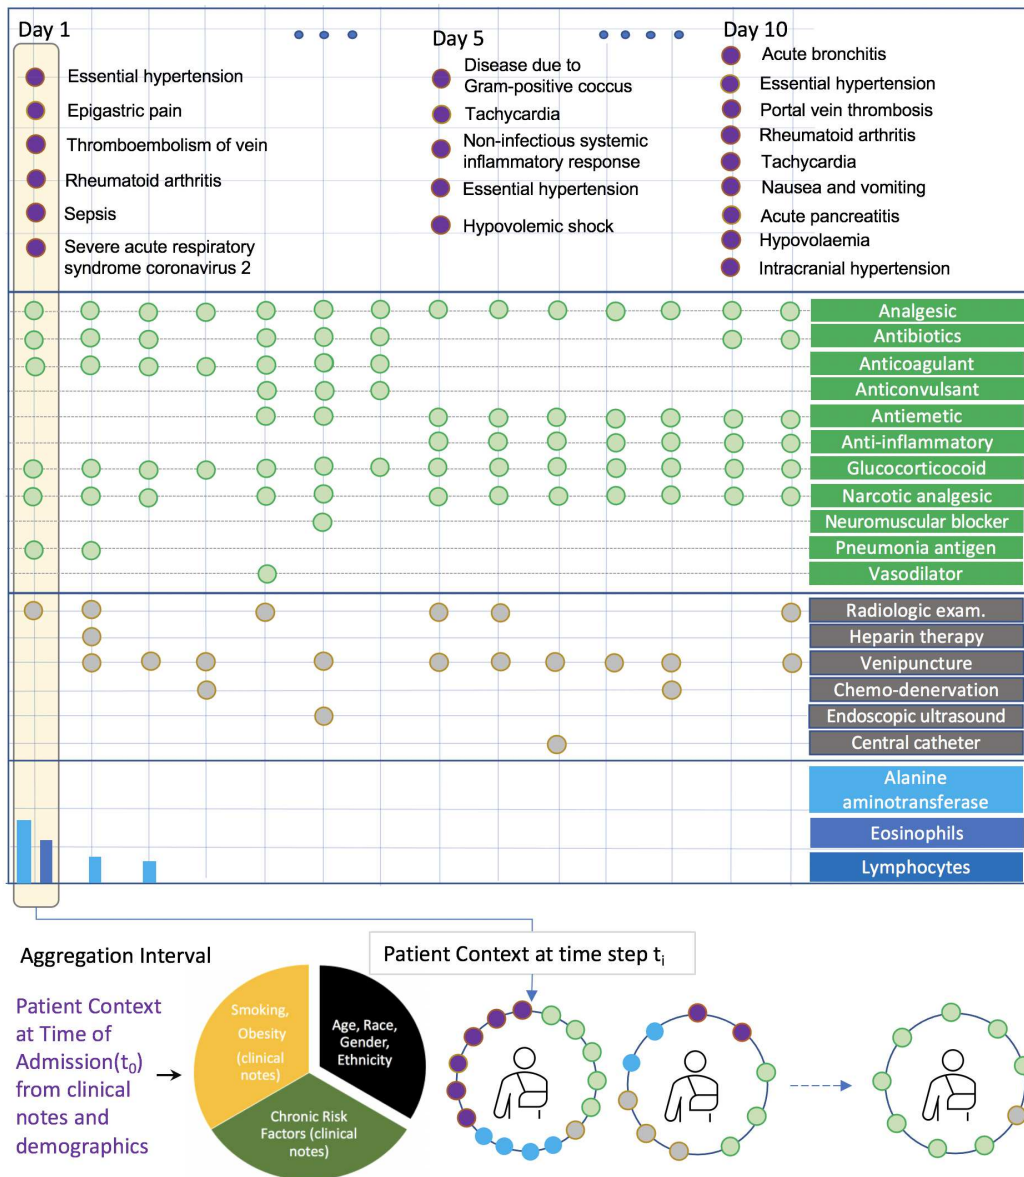 Day 1
Essential hypertension
Epigastric pain
Thromboembolism of vein
Rheumatoid arthritis
Sepsis
Severe acute respiratory
syndrome coronavirus 2
Day 5
Disease due to
Gram-positive coccus
Tachycardia
Non-infectious systemic
inflammatory response
Essential hypertension
Hypovolemic shock
Day 10
Acute bronchitis
Essential hypertension
Portal vein thrombosis
Rheumatoid arthritis
Tachycardia
Nausea and vomiting
Acute pancreatitis
Hypovolaemia
Intracranial hypertension
Analgesic
Antibiotics
Anticoagulant
Anticonvulsant
Antiemetic
Anti-inflammatory
Glucocorticocoid
Narcotic analgesic
Neuromuscular blocker
Pneumonia antigen
Vasodilator
Radiologic exam.
Heparin therapy
Venipuncture
Chemo-denervation
Endoscopic ultrasound
Central catheter
Alanine
aminotransferase
Eosinophils
Lymphocytes
Aggregation Interval
Patient Context at time step ti
Patient Context
at Time of
Admission(t0)
from clinical
notes and
demographics
Smoking,
Obesity
(clinical
notes)
Age, Race,
Gender,
Ethnicity
Chronic Risk
Factors (clinical
notes)